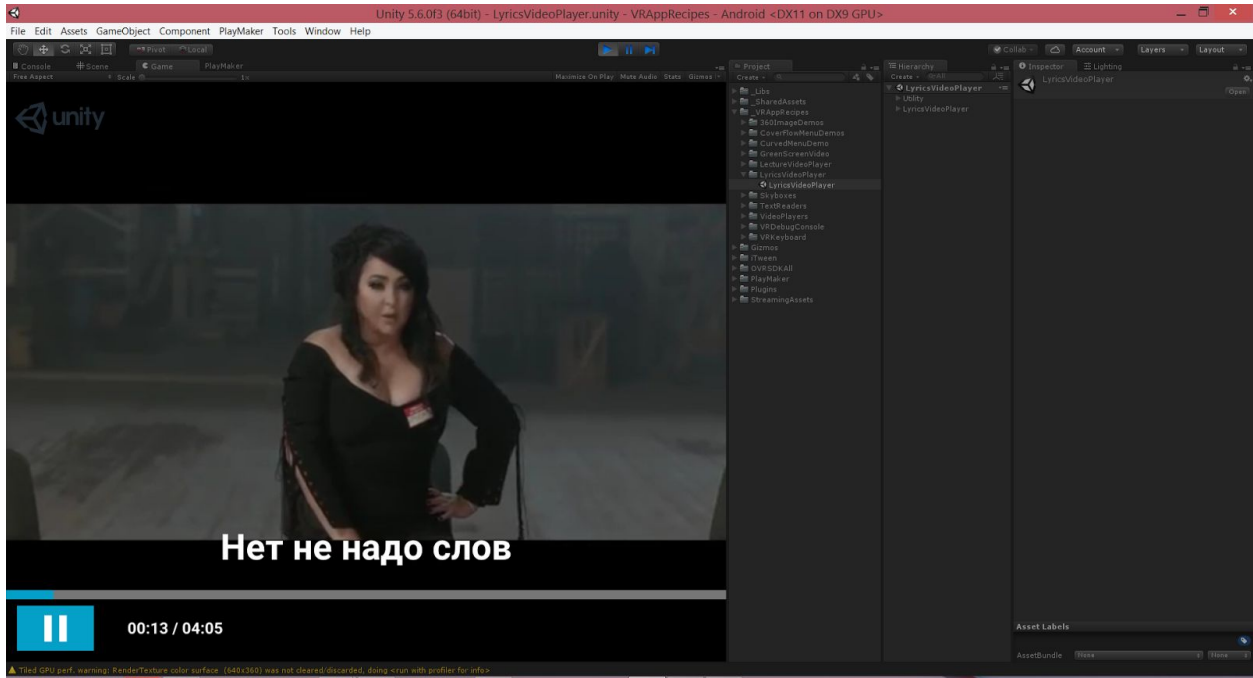 Unity 5.6.0f3 (64bit) - LyricsVideoPlayer.unity - VRAppRecipes - Android <DX11 on DX9 GPU>
File Edit Assets GameObject Component PlayMaker Tools Window Help
Pivot Local
Collab Account Layers Layout
Console Scene Game PlayMaker
Free Aspect Scale 1x Maximize On Play Mute Audio Stats Gizmos
unity
Нет не надо слов
00:13 / 04:05
Project
Create
_Libs
_SharedAssets
_VRAppRecipes
360ImageDemos
CoverFlowMenuDemos
CurvedMenuDemo
GreenScreenVideo
LectureVideoPlayer
LyricsVideoPlayer
LyricsVideoPlayer
Skyboxes
TextReaders
VideoPlayers
VRDebugConsole
VRKeyboard
Gizmos
iTween
OVRSDKAll
PlayMaker
Plugins
StreamingAssets
Hierarchy
Create All
LyricsVideoPlayer
Utility
LyricsVideoPlayer
Inspector Lighting
LyricsVideoPlayer
Open
Asset Labels
AssetBundle None None
Tiled GPU perf. warning: RenderTexture color surface (640x360) was not cleared/discarded, doing <run with profiler for info>